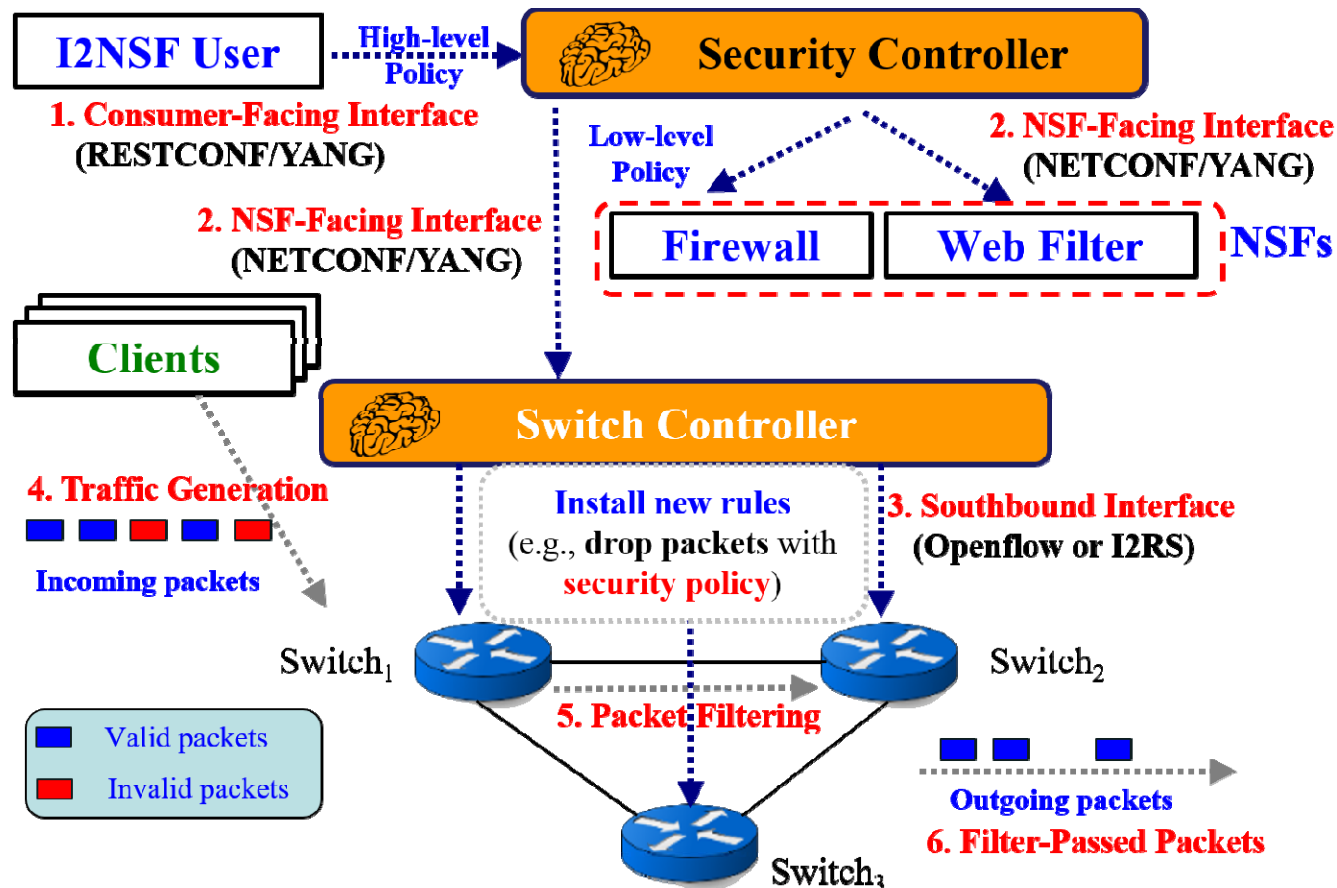 I2NSF User
High-level
Policy
Security Controller
1. Consumer-Facing Interface
(RESTCONF/YANG)
Low-level
Policy
2. NSF-Facing Interface
(NETCONF/YANG)
2. NSF-Facing Interface
(NETCONF/YANG)
Firewall
Web Filter
NSFs
Clients
Switch Controller
4. Traffic Generation
Incoming packets
Install new rules
(e.g., drop packets with
security policy)
3. Southbound Interface
(Openflow or I2RS)
Switch1
Switch2
5. Packet Filtering
Valid packets
Invalid packets
Outgoing packets
6. Filter-Passed Packets
Switch3